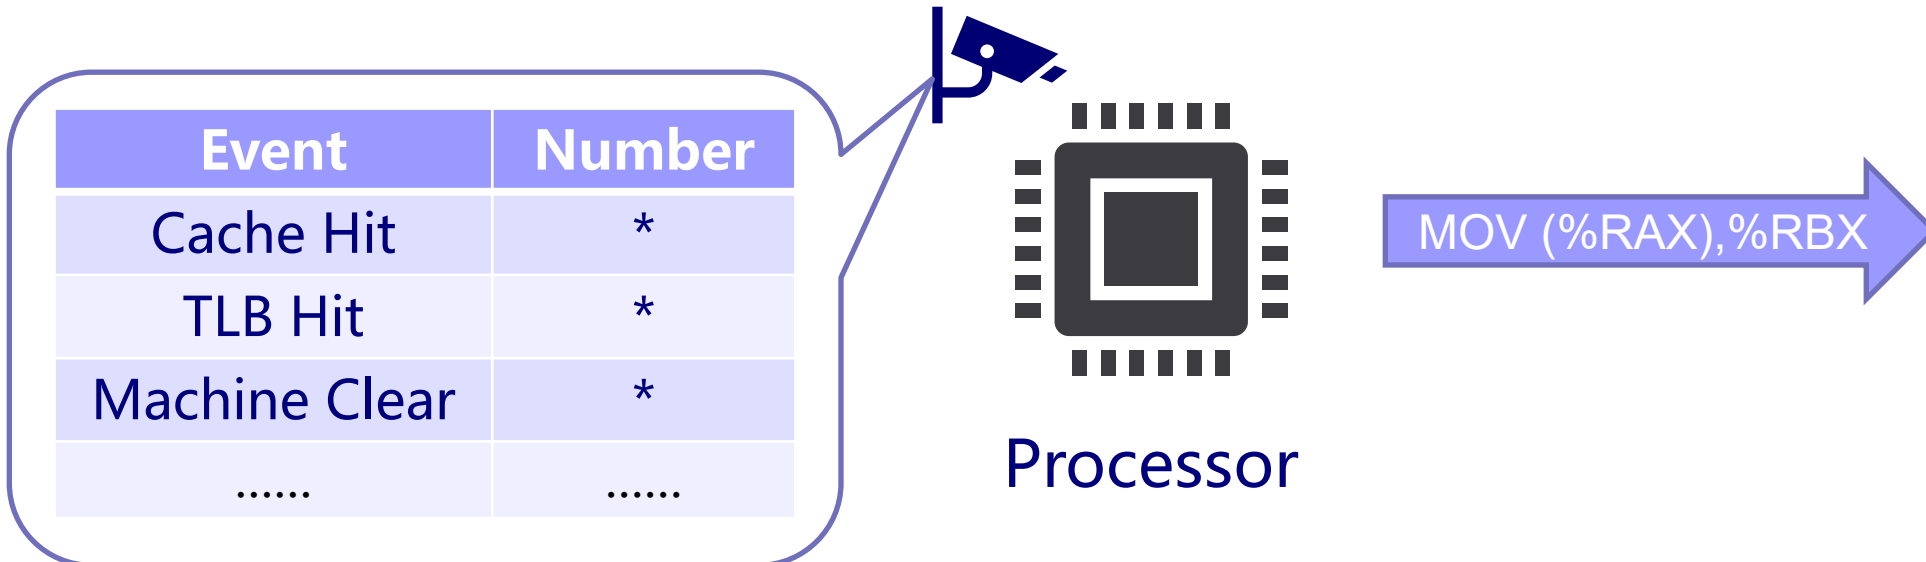 Event Number
Cache Hit *
TLB Hit *
Machine Clear *
...... ......
Processor
MOV (%RAX),%RBX